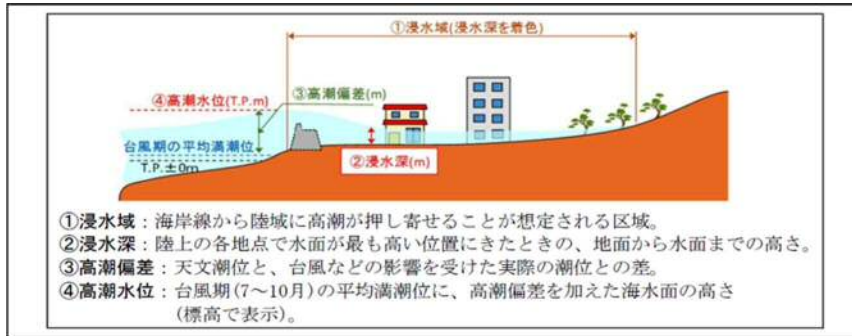 ①浸水域(浸水深を着色)
④高潮水位(T.P.m)
③高潮偏差(m)
台風期の平均満潮位
T.P.±0m
②浸水深(m)
①浸水域：海岸線から陸域に高潮が押し寄せることが想定される区域。
②浸水深：陸上の各地点で水面が最も高い位置にきたときの、地面から水面までの高さ。
③高潮偏差：天文潮位と、台風などの影響を受けた実際の潮位との差。
④高潮水位：台風期(7～10月)の平均満潮位に、高潮偏差を加えた海水面の高さ
(標高で表示)。